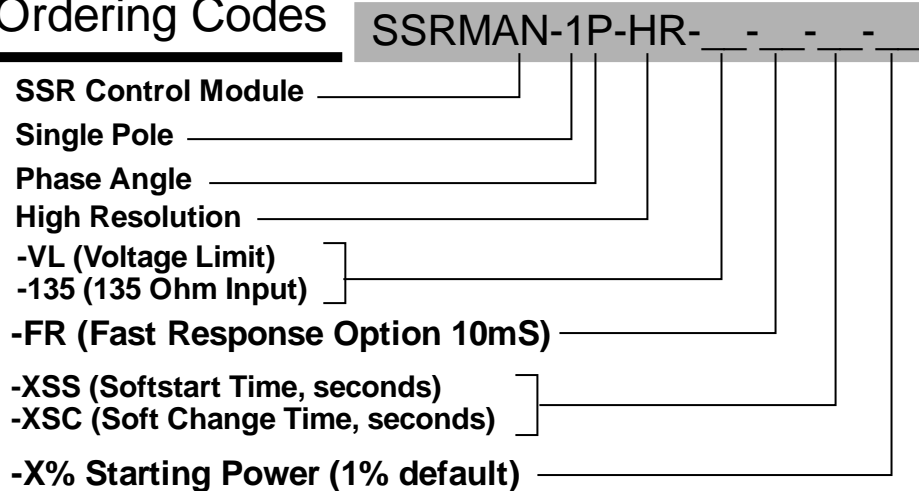 Ordering Codes
SSRMAN-1P-HR-__-__-__-__
SSR Control Module
Single Pole
Phase Angle
High Resolution
-VL (Voltage Limit)
-135 (135 Ohm Input)
-FR (Fast Response Option 10mS)
-XSS (Softstart Time, seconds)
-XSC (Soft Change Time, seconds)
-X% Starting Power (1% default)